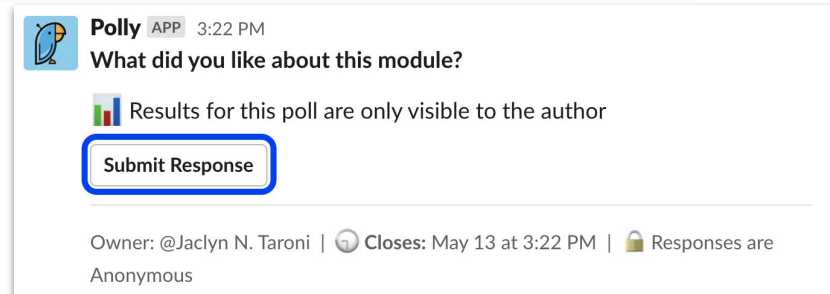 Polly APP 3:22 PM
What did you like about this module?
Results for this poll are only visible to the author
Submit Response
Owner: @Jaclyn N. Taroni | Closes: May 13 at 3:22 PM | Responses are
Anonymous